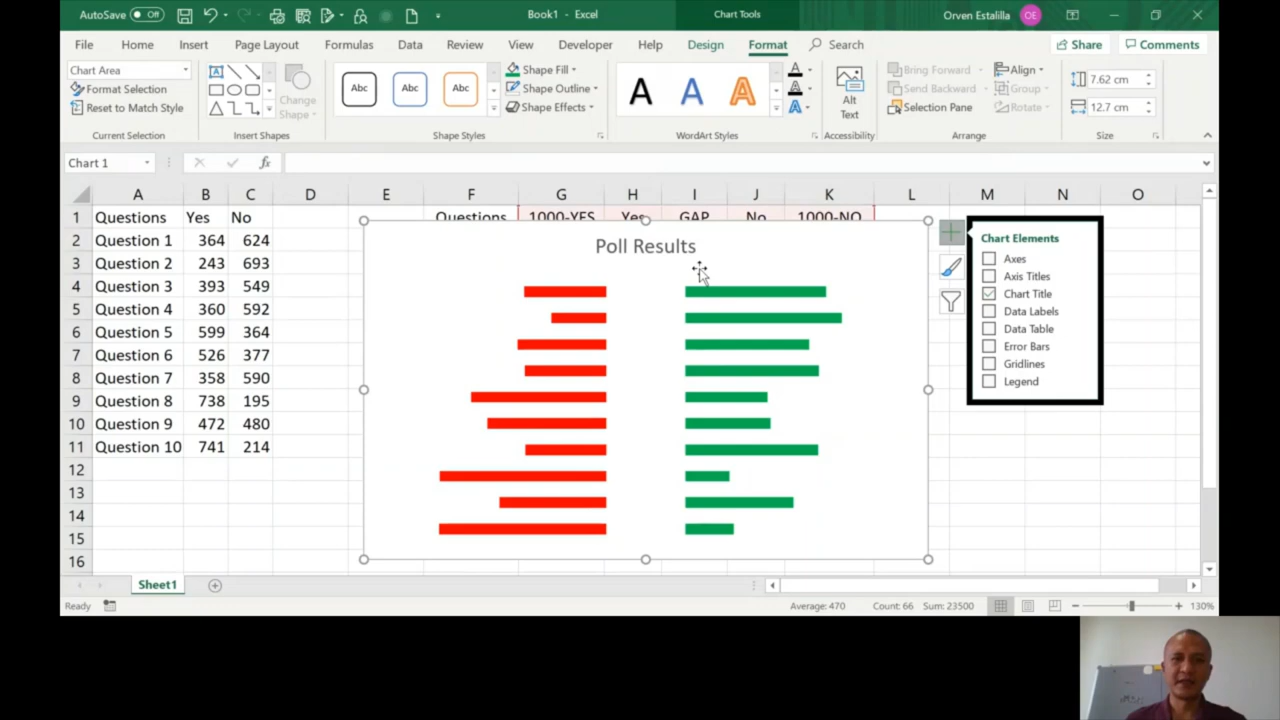 AutoSave Off Book1 - Excel Chart Tools Orven Estalilla OE
File Home Insert Page Layout Formulas Data Review View Developer Help Design Format Search Share Comments
Chart Area
Format Selection
Reset to Match Style
Current Selection
Change
Shape
Insert Shapes
Abc Abc Abc
Shape Fill
Shape Outline
Shape Effects
Shape Styles
A A A
WordArt Styles
Alt
Text
Accessibility
Bring Forward
Send Backward
Selection Pane
Align
Group
Rotate
Arrange
7.62 cm
12.7 cm
Size
Chart 1 fx
A B C D E F G H I J K L M N O
1 Questions Yes No Questions 1000-YES Yes GAP No 1000-NO
2 Question 1 364 624
3 Question 2 243 693
4 Question 3 393 549
5 Question 4 360 592
6 Question 5 599 364
7 Question 6 526 377
8 Question 7 358 590
9 Question 8 738 195
10 Question 9 472 480
11 Question 10 741 214
12
13
14
15
16
Poll Results
Chart Elements
Axes
Axis Titles
Chart Title
Data Labels
Data Table
Error Bars
Gridlines
Legend
Sheet1
Ready Average: 470 Count: 66 Sum: 23500 130%